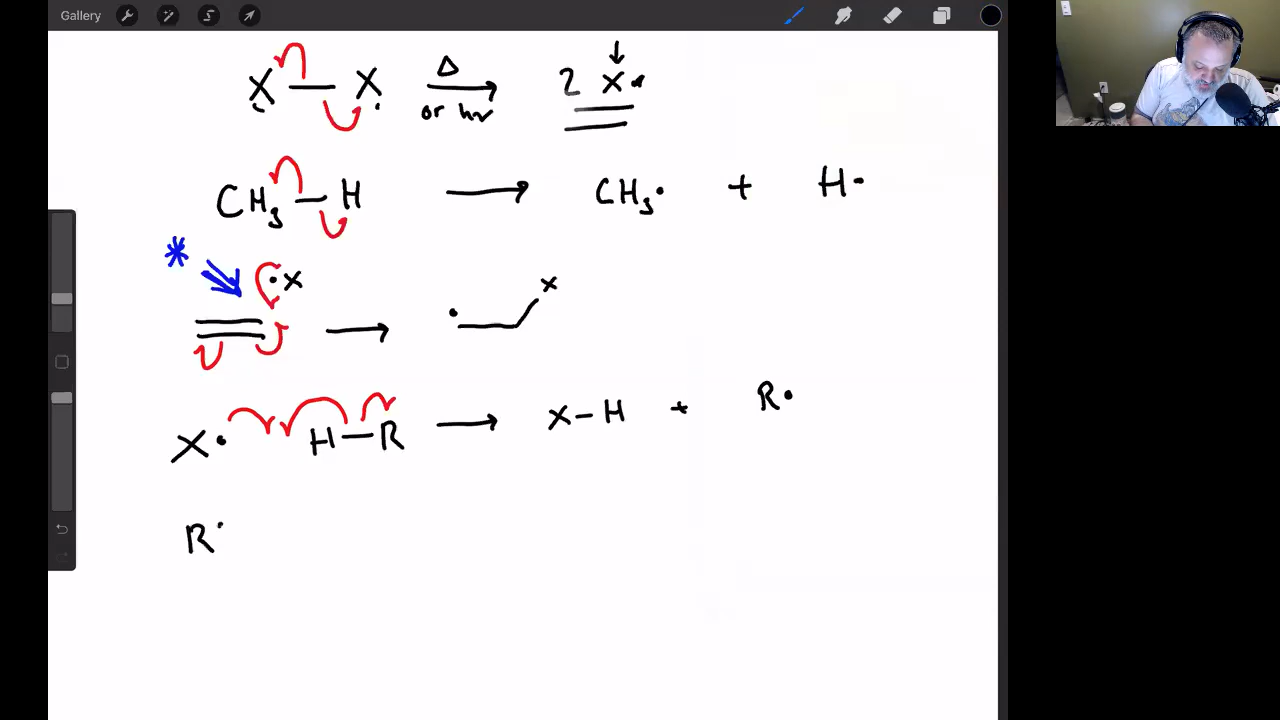 Gallery
X — X Δ or hν → 2 X•
CH₃ — H → CH₃• + H•
* •X → • X
X• H—R → X—H + R•
R•